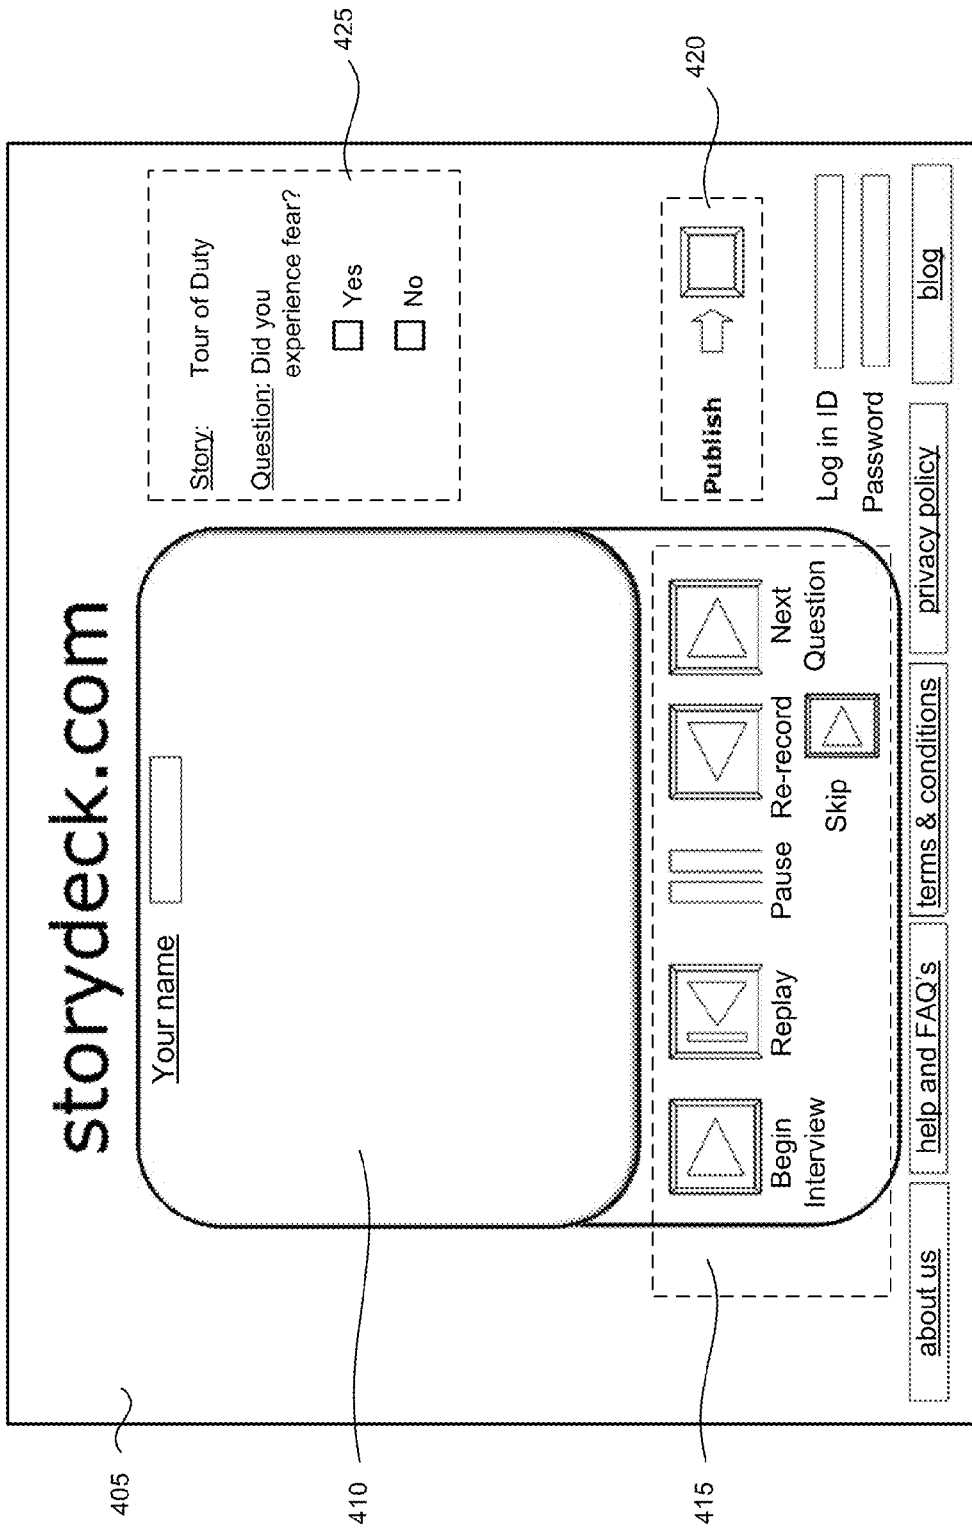 storydeck.com
405
Your name
410
Story: Tour of Duty
Question: Did you
experience fear?
Yes
No
425
Begin
Interview
Replay
Pause
Re-record
Next
Question
Skip
415
Publish
420
Log in ID
Password
about us
help and FAQ's
terms & conditions
privacy policy
blog